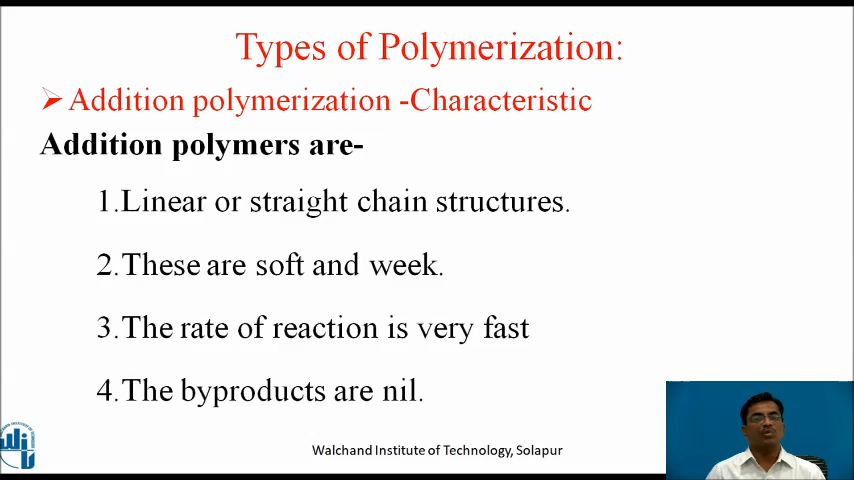 Types of Polymerization:
➢ Addition polymerization -Characteristic
Addition polymers are-
1.Linear or straight chain structures.
2.These are soft and week.
3.The rate of reaction is very fast
4.The byproducts are nil.
Walchand Institute of Technology, Solapur